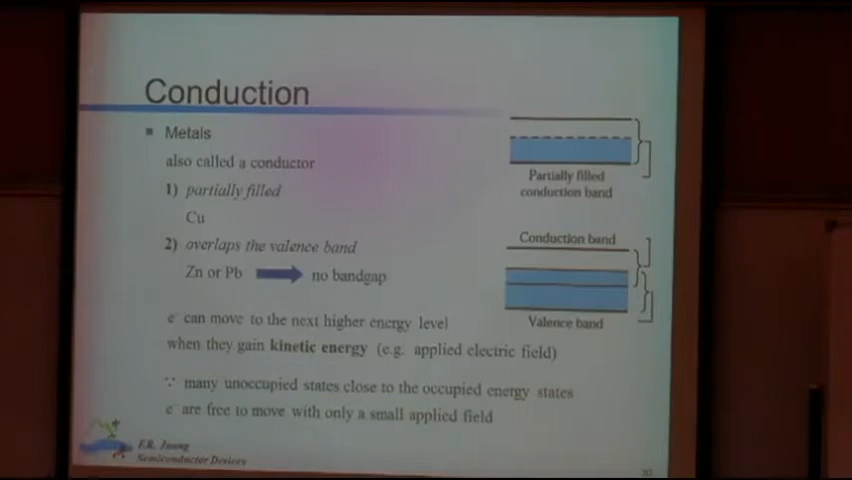 Conduction
▪ Metals
also called a conductor
1) partially filled
Cu
2) overlaps the valence band
Zn or Pb → no bandgap
e⁻ can move to the next higher energy level
when they gain kinetic energy (e.g. applied electric field)
∵ many unoccupied states close to the occupied energy states
e⁻ are free to move with only a small applied field
Partially filled
conduction band
Conduction band
Valence band
F.R. Juang
Semiconductor Devices